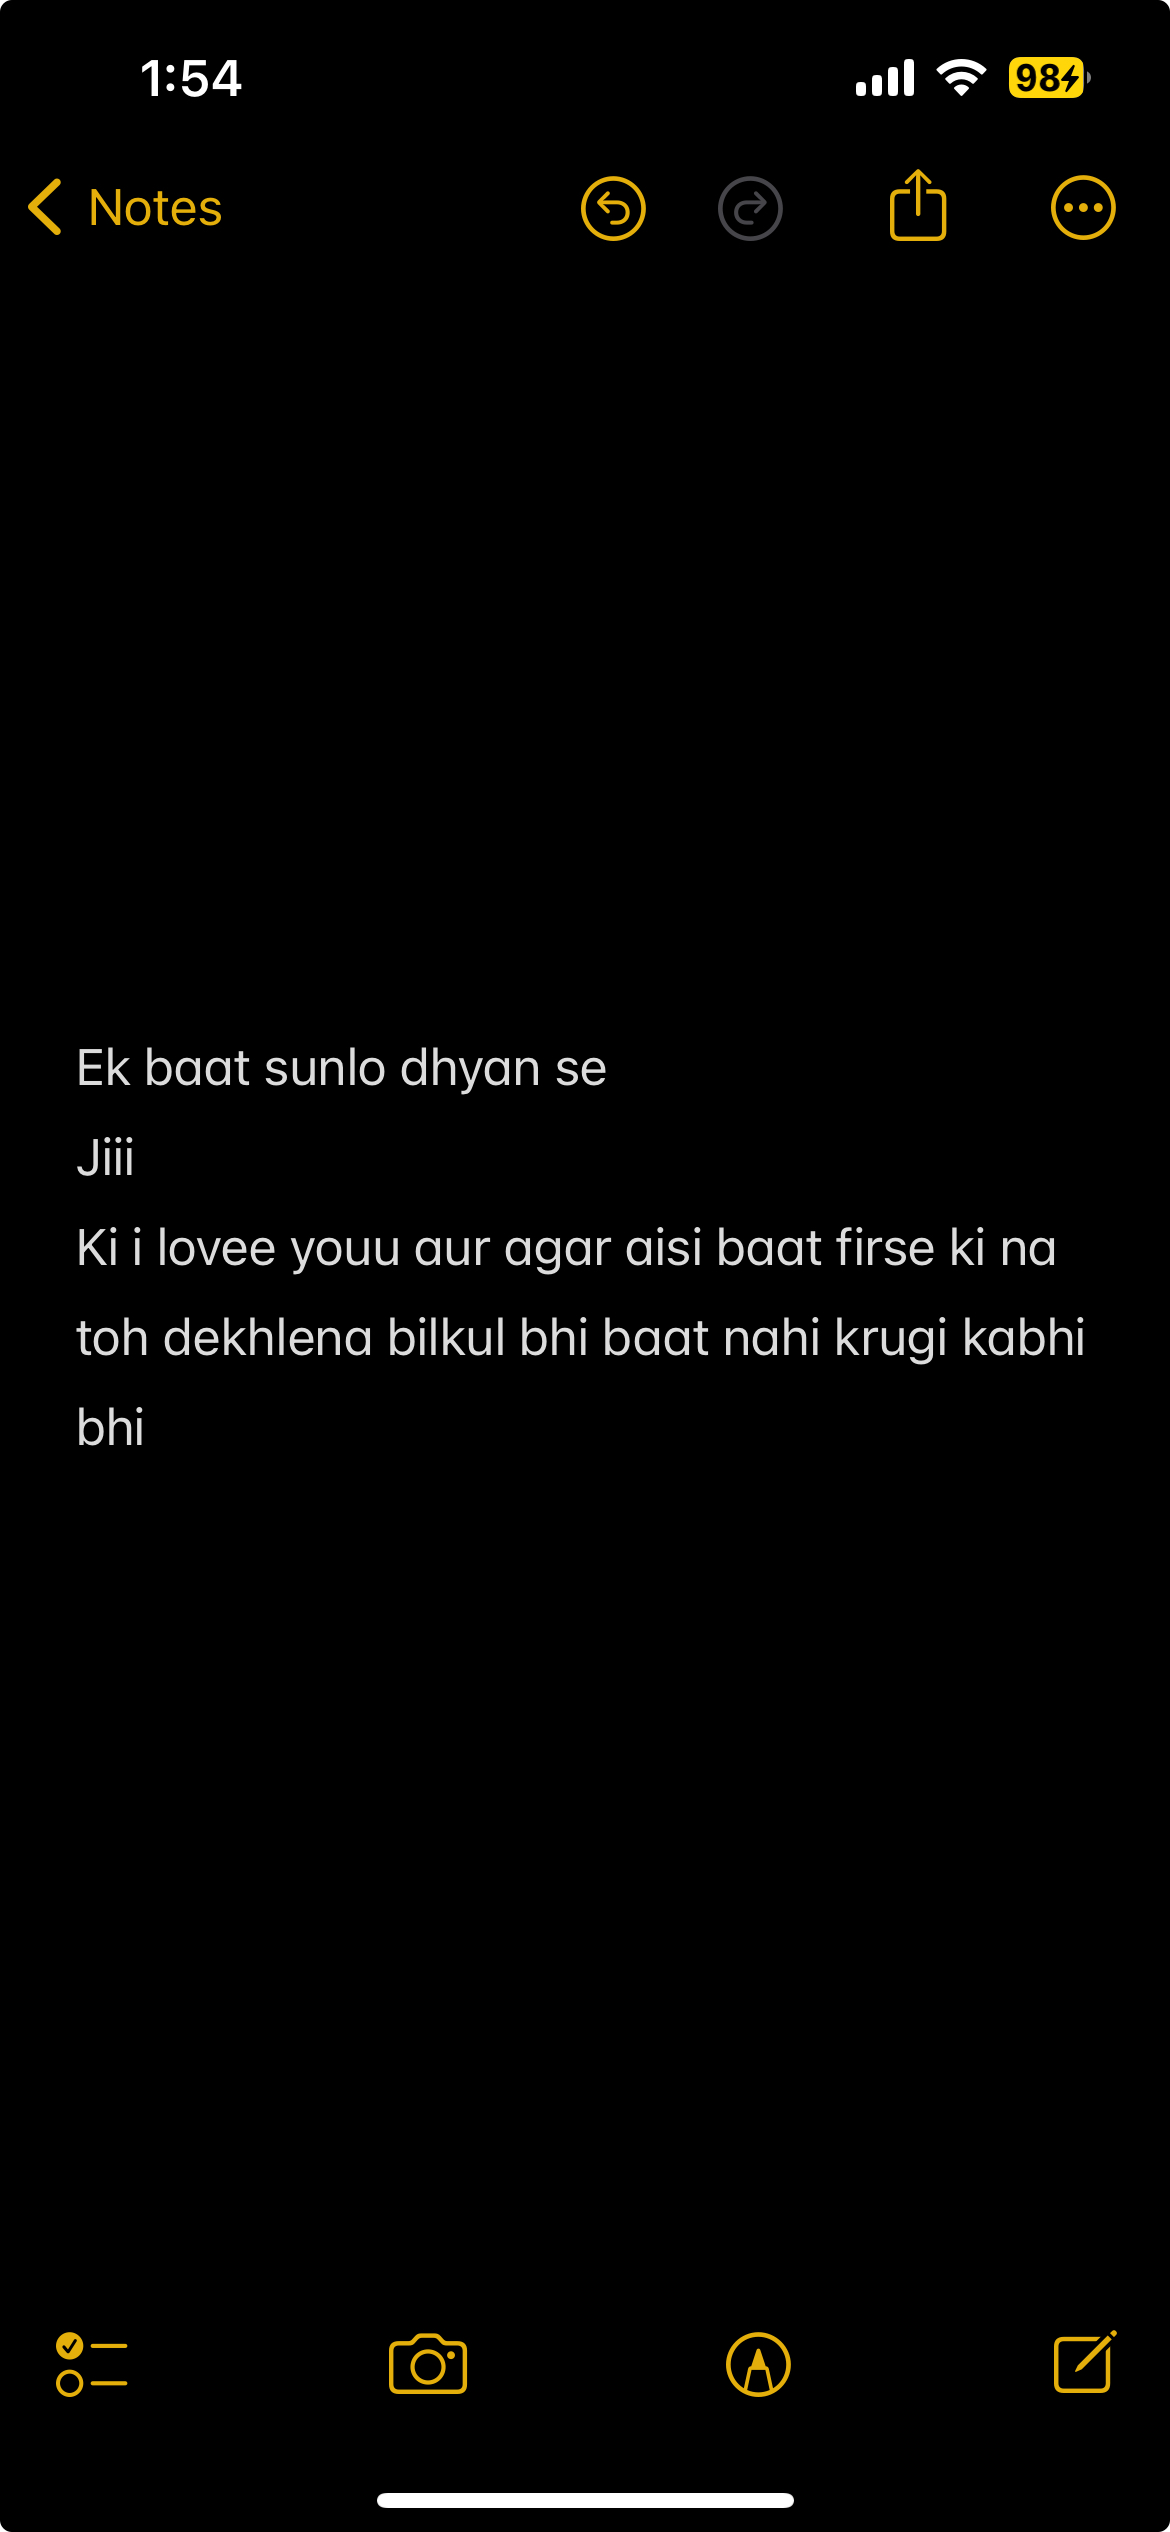 1:54
98
Notes
Ek baat sunlo dhyan se
Jiii
Ki i lovee youu aur agar aisi baat firse ki na
toh dekhlena bilkul bhi baat nahi krugi kabhi
bhi